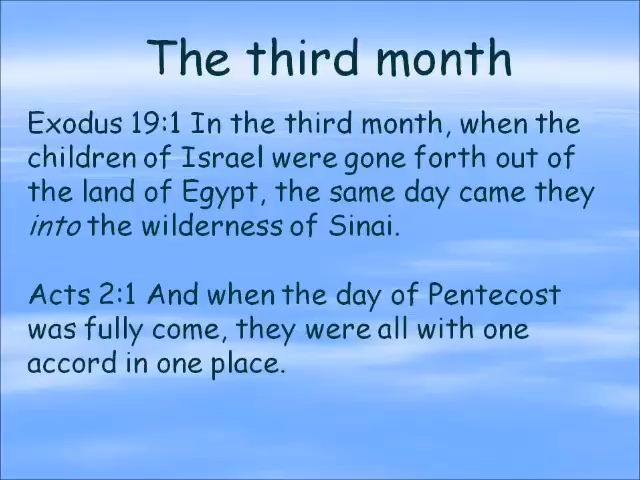 The third month
Exodus 19:1 In the third month, when the
children of Israel were gone forth out of
the land of Egypt, the same day came they
into the wilderness of Sinai.
Acts 2:1 And when the day of Pentecost
was fully come, they were all with one
accord in one place.